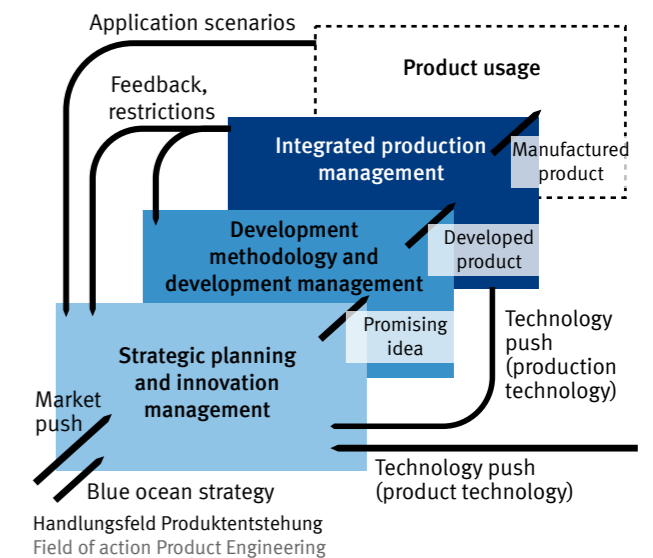 Application scenarios
Product usage
Feedback,
restrictions
Integrated production
management
Manufactured
product
Development
methodology and
development management
Developed
product
Technology
push
(production
technology)
Promising
idea
Strategic planning
and innovation
management
Market
push
Blue ocean strategy
Technology push
(product technology)
Handlungsfeld Produktentstehung
Field of action Product Engineering